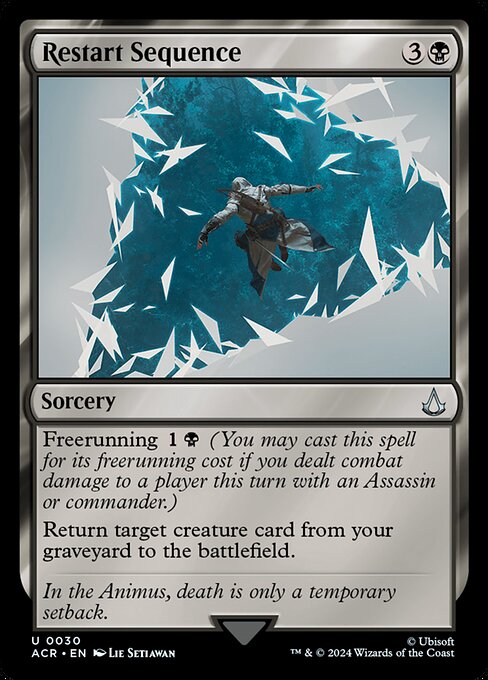 Restart Sequence 3
Sorcery
Freerunning 1 (You may cast this spell
for its freerunning cost if you dealt combat
damage to a player this turn with an Assassin
or commander.)
Return target creature card from your
graveyard to the battlefield.
In the Animus, death is only a temporary
setback.
U 0030
ACR • EN Lie Setiawan
© Ubisoft
™ & © 2024 Wizards of the Coast